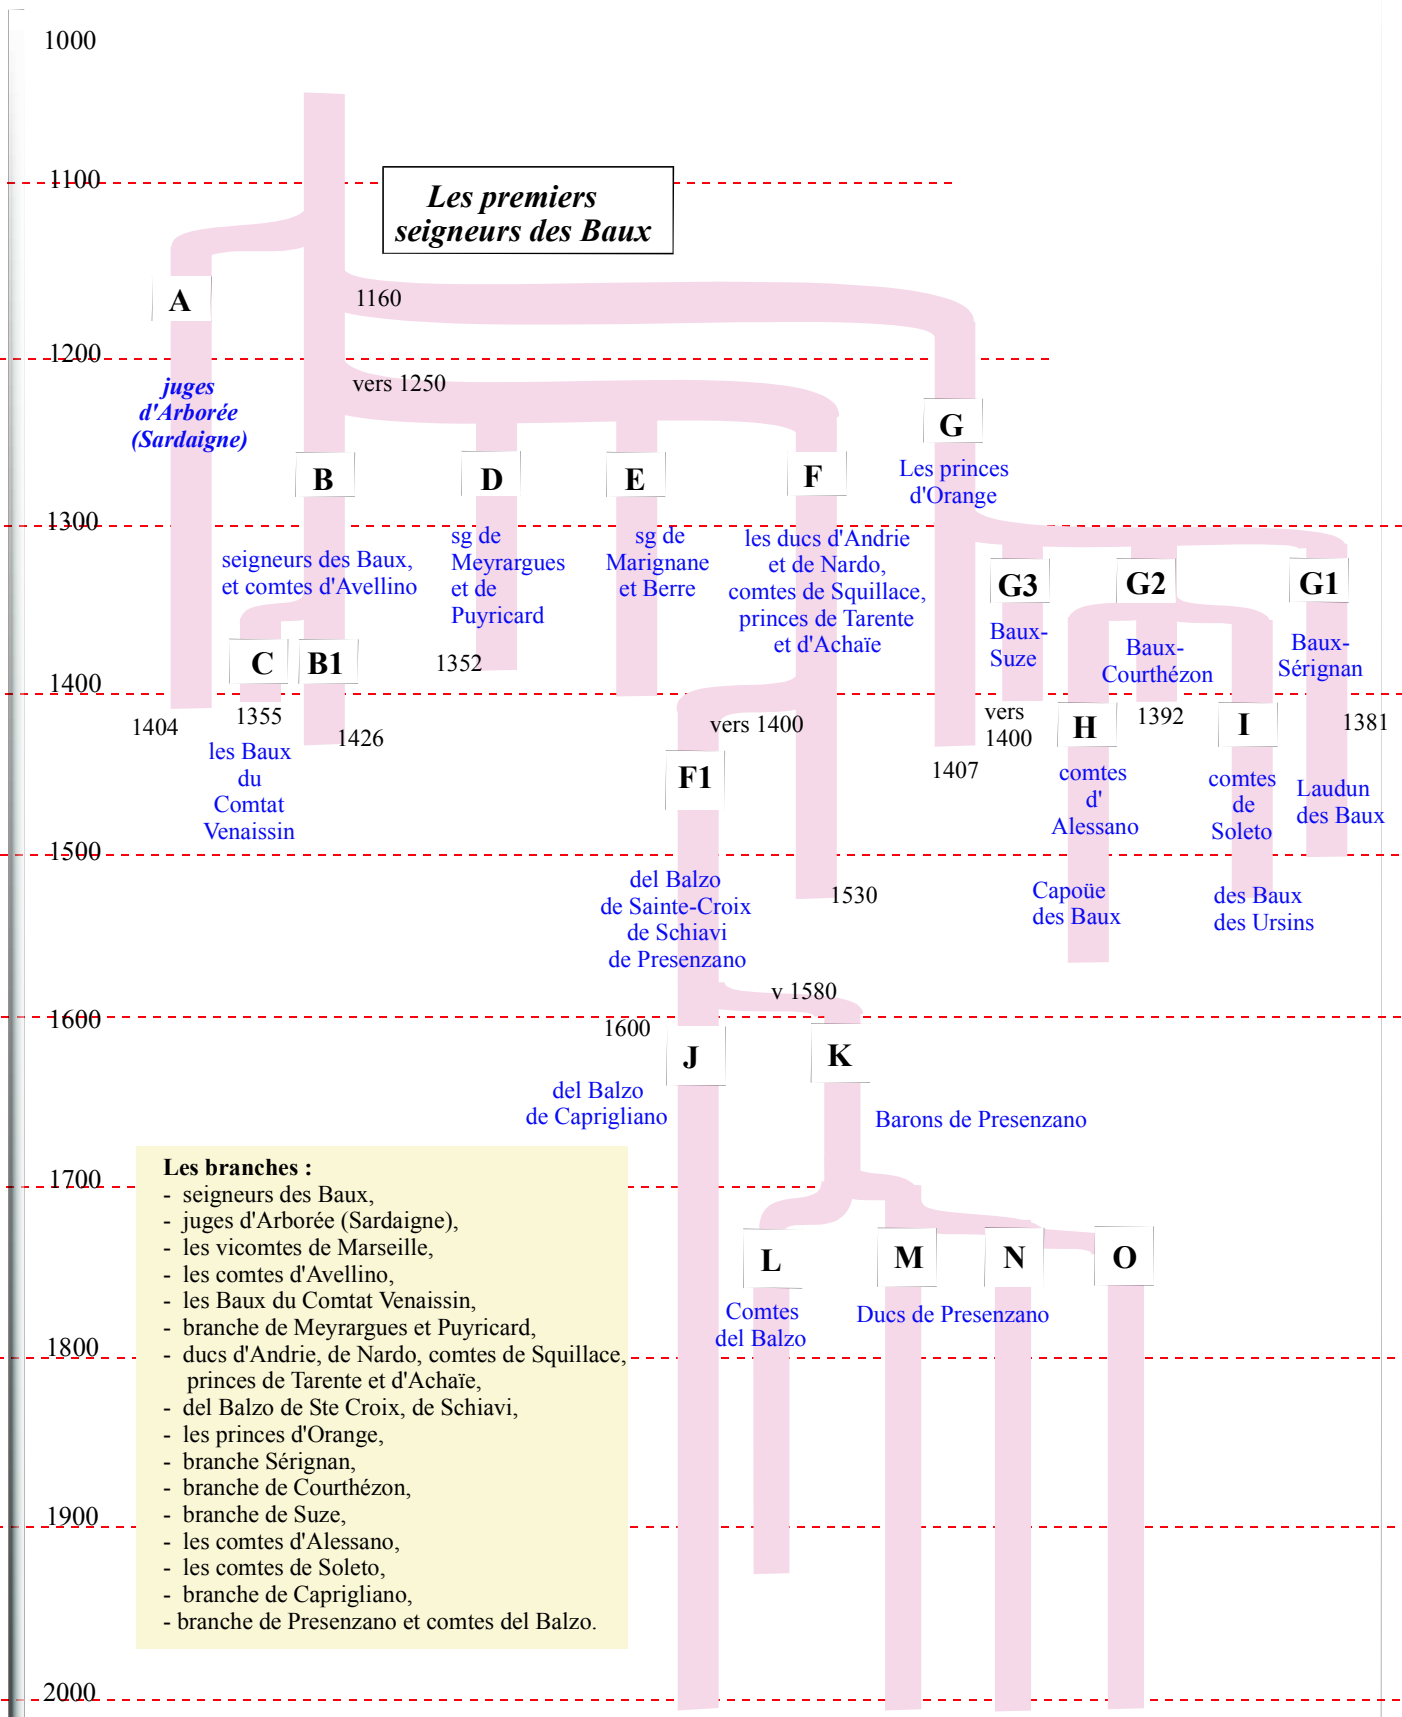 1000
1100
Les premiers
seigneurs des Baux
A
1160
1200
vers 1250
juges
d'Arborée
(Sardaigne)
G
Les princes
d'Orange
B
D
E
F
1300
seigneurs des Baux,
et comtes d'Avellino
sg de
Meyrargues
et de
Puyricard
sg de
Marignane
et Berre
les ducs d'Andrie
et de Nardo,
comtes de Squillace,
princes de Tarente
et d'Achaïe
G3
G2
G1
Baux-
Suze
Baux-
Courthézon
Baux-
Sérignan
C
B1
1352
1400
1404
1355
1426
les Baux
du
Comtat
Venaissin
vers 1400
1407
vers
1400
H
1392
I
1381
F1
comtes
d'
Alessano
comtes
de
Soleto
Laudun
des Baux
1500
del Balzo
de Sainte-Croix
de Schiavi
de Presenzano
1530
Capoüe
des Baux
des Baux
des Ursins
v 1580
1600
1600
J
K
del Balzo
de Caprigliano
Barons de Presenzano
1700
L
M
N
O
Comtes
del Balzo
Ducs de Presenzano
1800
1900
2000
Les branches :
- seigneurs des Baux,
- juges d'Arborée (Sardaigne),
- les vicomtes de Marseille,
- les comtes d'Avellino,
- les Baux du Comtat Venaissin,
- branche de Meyrargues et Puyricard,
- ducs d'Andrie, de Nardo, comtes de Squillace,
princes de Tarente et d'Achaïe,
- del Balzo de Ste Croix, de Schiavi,
- les princes d'Orange,
- branche Sérignan,
- branche de Courthézon,
- branche de Suze,
- les comtes d'Alessano,
- les comtes de Soleto,
- branche de Caprigliano,
- branche de Presenzano et comtes del Balzo.